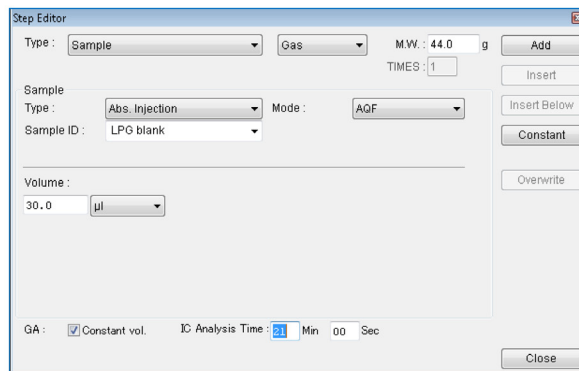 Step Editor
Type : Sample Gas M.W. : 44.0 g Add
TIMES : 1
Insert
Sample
Type : Abs. Injection Mode : AQF Insert Below
Sample ID : LPG blank Constant
Volume : Overwrite
30.0 µl
GA : Constant vol. IC Analysis Time : 21 Min 00 Sec
Close